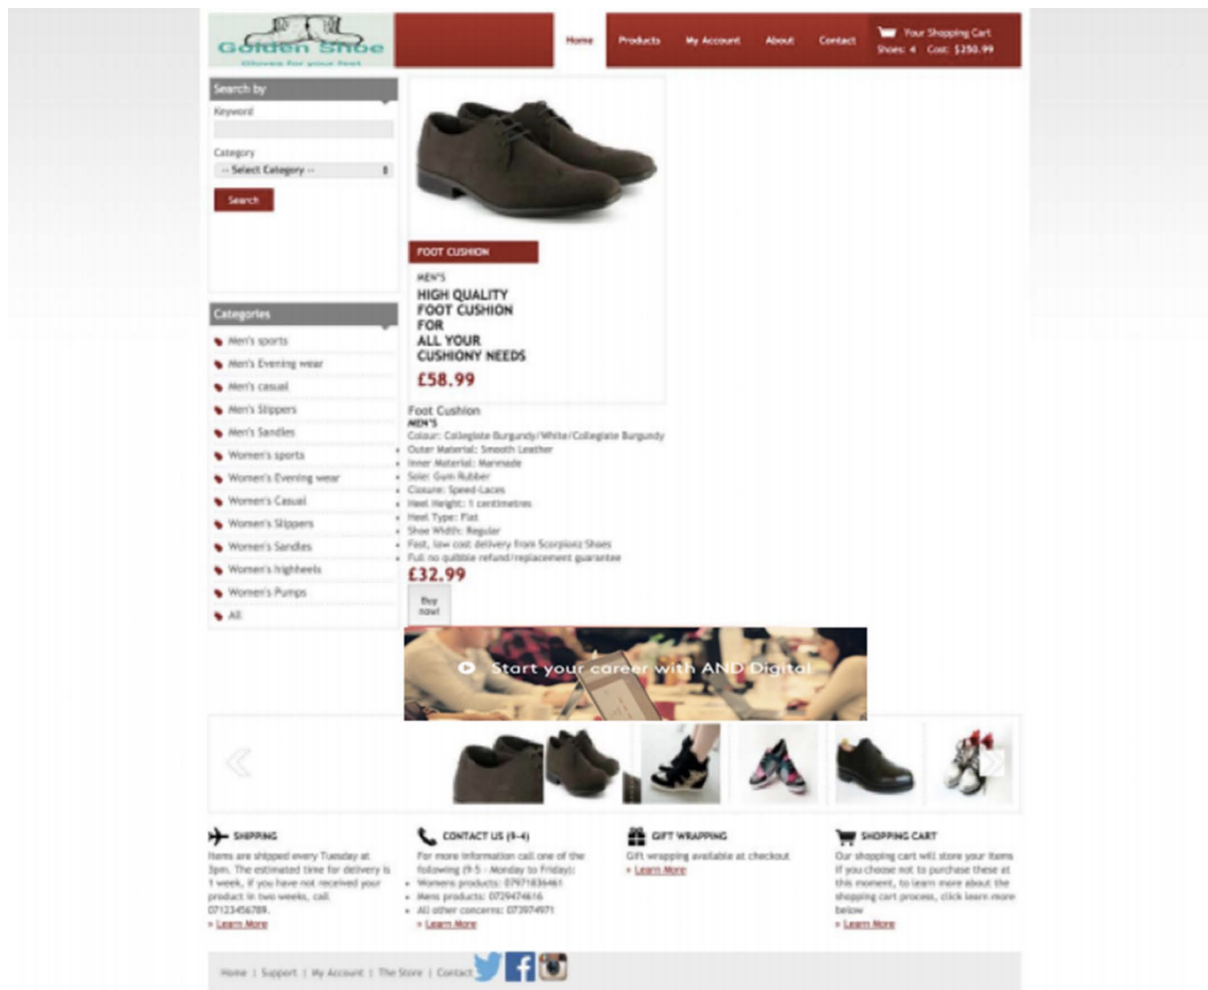 Golden Shoe
Gloves for your feet
Home
Products
My Account
About
Contact
Your Shopping Cart
Shoes: 4 Cost: $250.99
Search by
Keyword
Category
-- Select Category --
Search
Categories
Men's sports
Men's Evening wear
Men's casual
Men's Slippers
Men's Sandles
Women's sports
Women's Evening wear
Women's Casual
Women's Slippers
Women's Sandles
Women's highheels
Women's Pumps
All
FOOT CUSHION
MEN'S
HIGH QUALITY
FOOT CUSHION
FOR
ALL YOUR
CUSHIONY NEEDS
£58.99
Foot Cushion
MEN'S
Colour: Collegiate Burgundy/White/Collegiate Burgundy
Outer Material: Smooth Leather
Inner Material: Manmade
Sole: Gum Rubber
Closure: Speed-Laces
Heel Height: 1 centimetres
Heel Type: Flat
Shoe Width: Regular
Fast, low cost delivery from Scorpionz Shoes
Full no quibble refund/replacement guarantee
£32.99
Buy
now!
Start your career with AND Digital
SHIPPING
Items are shipped every Tuesday at
3pm. The estimated time for delivery is
1 week, if you have not received your
product in two weeks, call
07123456789.
» Learn More
CONTACT US (9-4)
For more information call one of the
following (9-5 - Monday to Friday):
Womens products: 07971836461
Mens products: 0729474616
All other concerns: 073974971
» Learn More
GIFT WRAPPING
Gift wrapping available at checkout
» Learn More
SHOPPING CART
Our shopping cart will store your items
if you choose not to purchase these at
this moment, to learn more about the
shopping cart process, click learn more
below
» Learn More
Home | Support | My Account | The Store | Contact